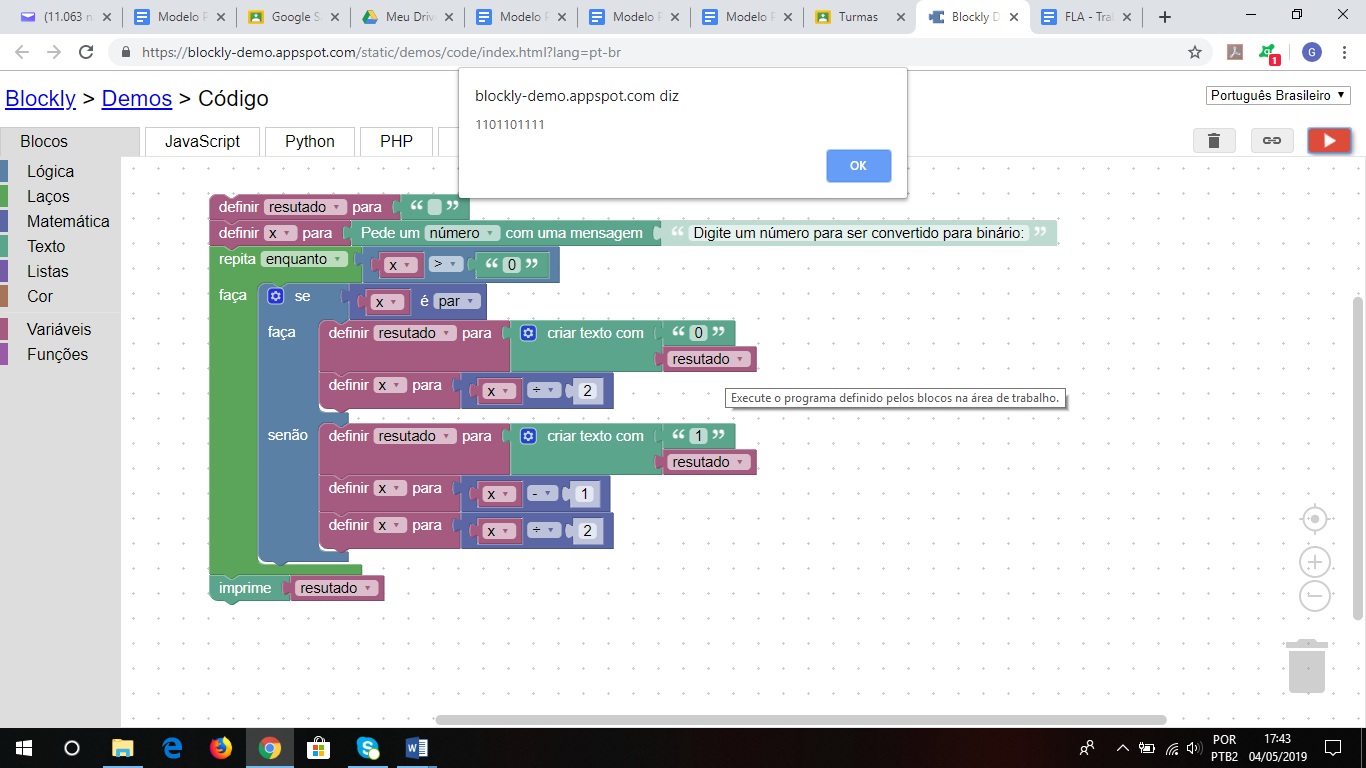 (11.063 n
Modelo P
Google S
Meu Driv
Modelo P
Modelo P
Modelo P
Turmas
Blockly D
FLA - Tra
https://blockly-demo.appspot.com/static/demos/code/index.html?lang=pt-br
1
G
blockly-demo.appspot.com diz
1101101111
OK
Blockly > Demos > Código
Português Brasileiro
Blocos
JavaScript
Python
PHP
Lógica
Laços
Matemática
Texto
Listas
Cor
Variáveis
Funções
definir resutado para “ ”
definir x para Pede um número com uma mensagem “ Digite um número para ser convertido para binário: ”
repita enquanto x > “ 0 ”
faça se x é par
faça definir resutado para criar texto com “ 0 ”
resutado
definir x para x ÷ 2
Execute o programa definido pelos blocos na área de trabalho.
senão definir resutado para criar texto com “ 1 ”
resutado
definir x para x - 1
definir x para x ÷ 2
imprime resutado
POR
PTB2
17:43
04/05/2019